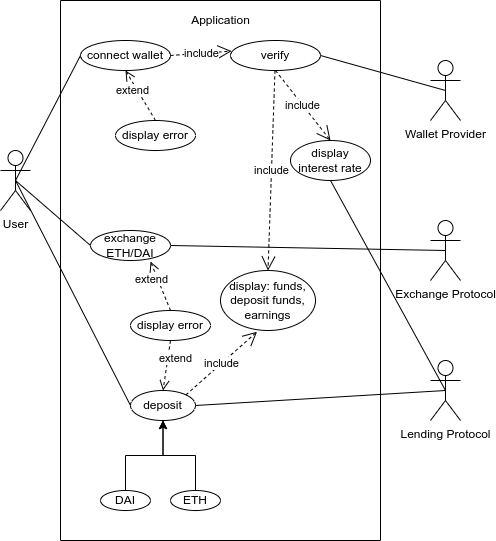 Application
connect wallet
include
verify
extend
include
display error
Wallet Provider
display
interest rate
include
User
exchange
ETH/DAI
extend
display: funds,
deposit funds,
earnings
Exchange Protocol
display error
extend
include
deposit
Lending Protocol
DAI
ETH